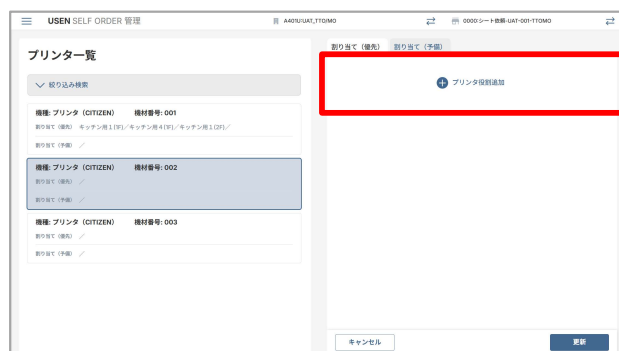 USEN SELF ORDER 管理
A401U:UAT_TTO/MO
0000:シート依頼-UAT-001-TTOMO
プリンタ一覧
絞り込み検索
機種: プリンタ（CITIZEN） 機材番号: 001
割り当て（優先） キッチン用１(1F)／キッチン用４(1F)／キッチン用１(2F)／
割り当て（予備） ／
機種: プリンタ（CITIZEN） 機材番号: 002
割り当て（優先） ／
割り当て（予備） ／
機種: プリンタ（CITIZEN） 機材番号: 003
割り当て（優先） ／
割り当て（予備） ／
割り当て（優先） 割り当て（予備）
プリンタ役割追加
キャンセル
更新